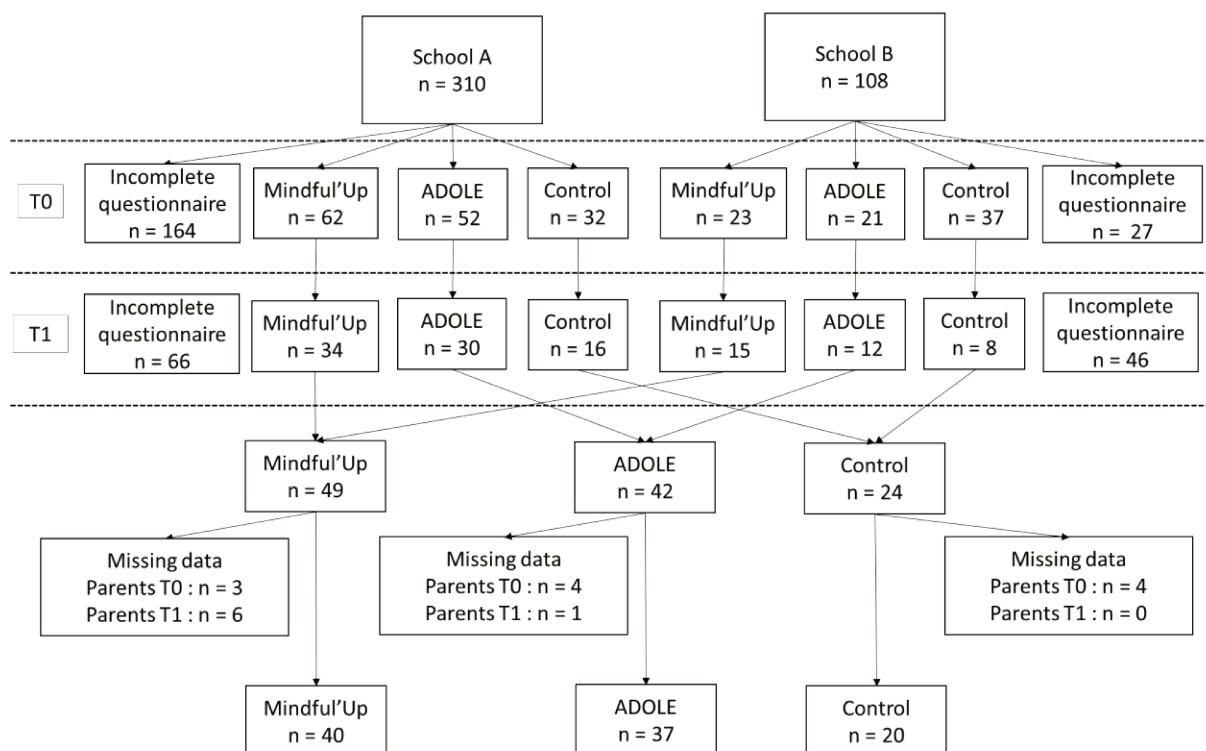 School A
n = 310
School B
n = 108
T0
Incomplete
questionnaire
n = 164
Mindful'Up
n = 62
ADOLE
n = 52
Control
n = 32
Mindful'Up
n = 23
ADOLE
n = 21
Control
n = 37
Incomplete
questionnaire
n = 27
T1
Incomplete
questionnaire
n = 66
Mindful'Up
n = 34
ADOLE
n = 30
Control
n = 16
Mindful'Up
n = 15
ADOLE
n = 12
Control
n = 8
Incomplete
questionnaire
n = 46
Mindful'Up
n = 49
ADOLE
n = 42
Control
n = 24
Missing data
Parents T0 : n = 3
Parents T1 : n = 6
Missing data
Parents T0 : n = 4
Parents T1 : n = 1
Missing data
Parents T0 : n = 4
Parents T1 : n = 0
Mindful'Up
n = 40
ADOLE
n = 37
Control
n = 20